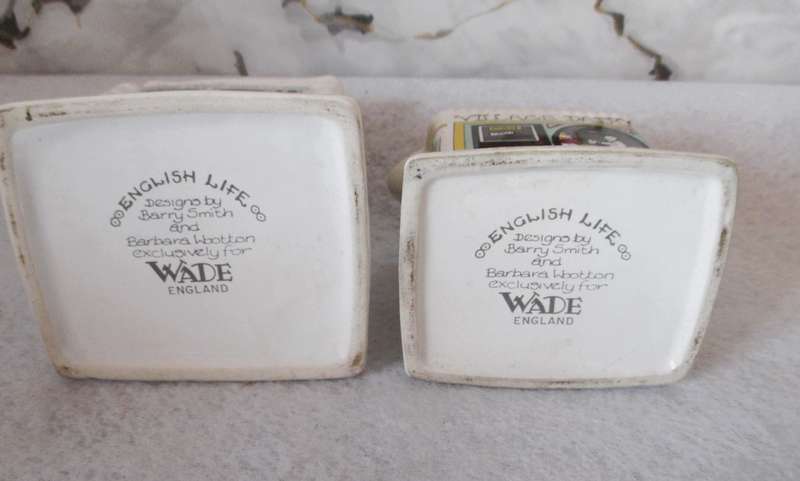 ENGLISH LIFE
Designs by
Barry Smith
and
Barbara Wootton
exclusively for
WADE
ENGLAND
ENGLISH LIFE
Designs by
Barry Smith
and
Barbara Wootton
exclusively for
WADE
ENGLAND